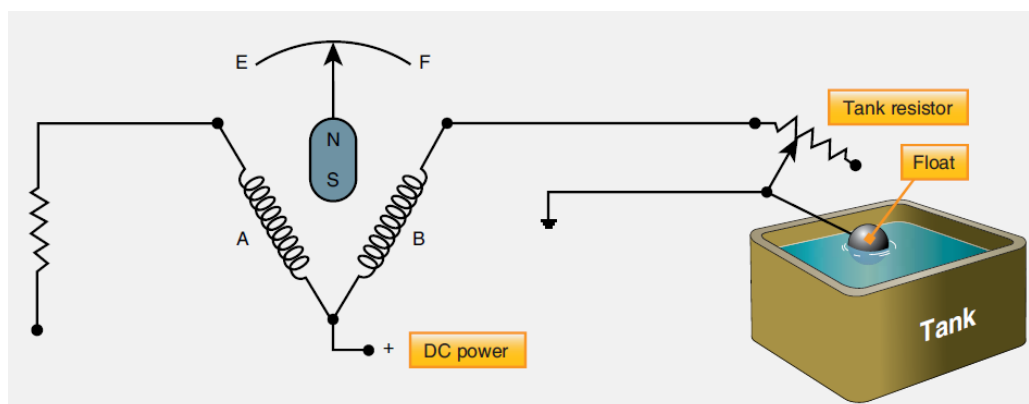 E
F
N
S
A
B
+
DC power
Tank resistor
Float
Tank